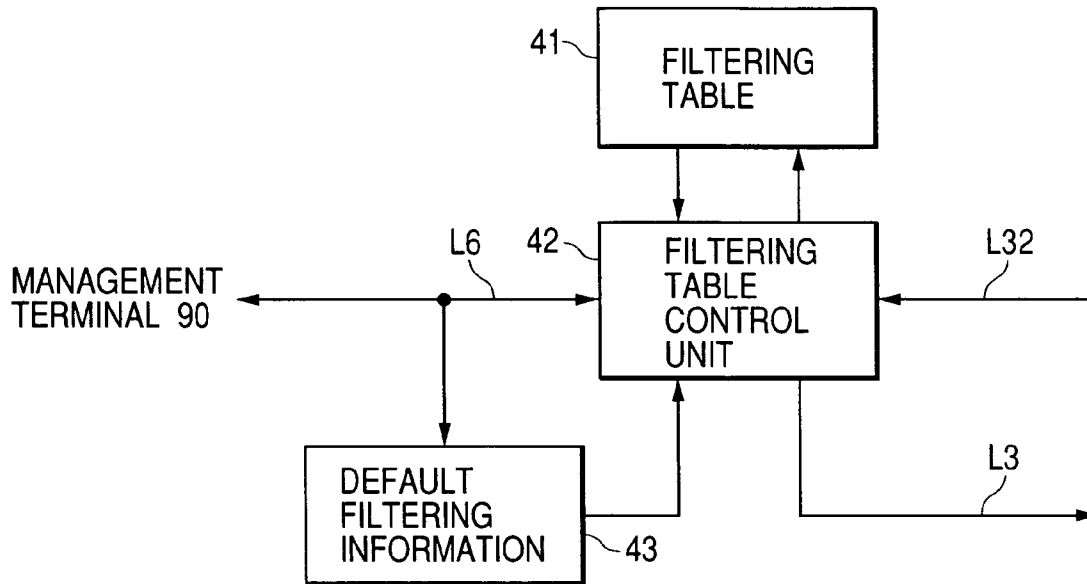 41
FILTERING
TABLE
L6
42
FILTERING
TABLE
CONTROL
UNIT
L32
MANAGEMENT
TERMINAL 90
DEFAULT
FILTERING
INFORMATION
43
L3